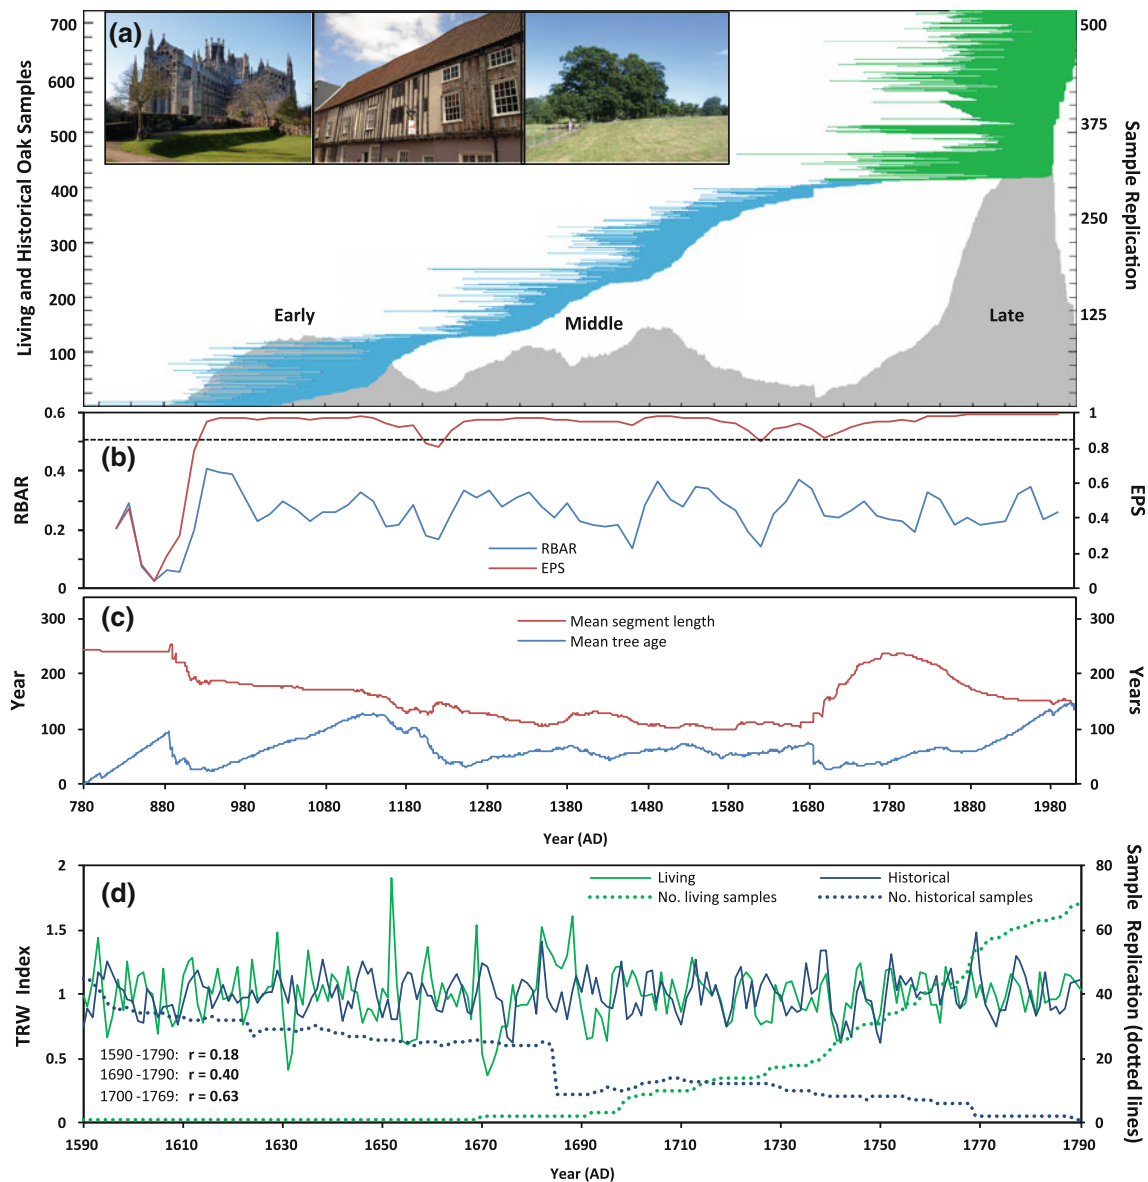 (a)
Living and Historical Oak Samples
700
600
500
400
300
200
100
500
375
250
125
Sample Replication
Early
Middle
Late
(b)
RBAR
0.6
0.4
0.2
0
1
0.8
0.6
0.4
0.2
0
EPS
RBAR
EPS
(c)
Year
300
200
100
0
Mean segment length
Mean tree age
300
200
100
0
Years
780 880 980 1080 1180 1280 1380 1480 1580 1680 1780 1880 1980
Year (AD)
(d)
TRW Index
2
1.5
1
0.5
0
Living Historical
No. living samples No. historical samples
1590 -1790: r = 0.18
1690 -1790: r = 0.40
1700 -1769: r = 0.63
80
60
40
20
0
Sample Replication (dotted lines)
1590 1610 1630 1650 1670 1690 1710 1730 1750 1770 1790
Year (AD)